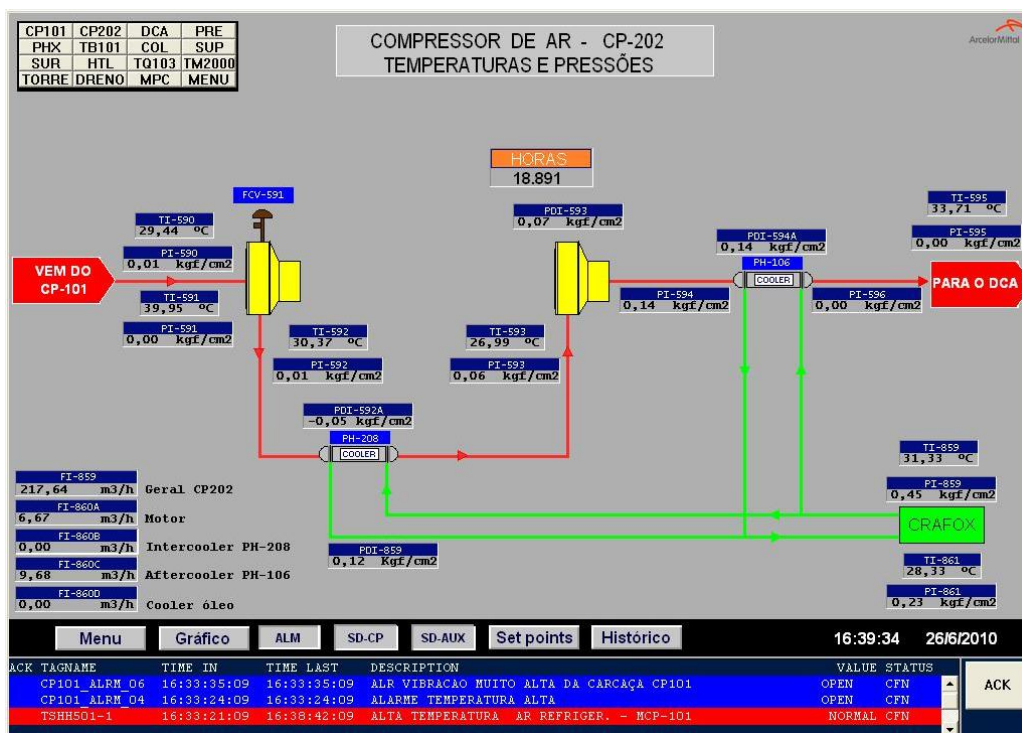 CP101 CP202 DCA PRE
PHX TB101 COL SUP
SUR HTL TQ103 TM2000
TORRE DRENO MPC MENU
COMPRESSOR DE AR - CP-202
TEMPERATURAS E PRESSÕES
ArcelorMittal
HORAS
18.891
FCV-591
TI-590
29,44 ºC
PI-590
0,01 kgf/cm2
VEM DO
CP-101
TI-591
39,95 ºC
PI-591
0,00 kgf/cm2
TI-592
30,37 ºC
PI-592
0,01 kgf/cm2
PDI-592A
-0,05 kgf/cm2
PH-208
COOLER
TI-593
26,99 ºC
PI-593
0,06 kgf/cm2
PDI-593
0,07 kgf/cm2
PI-594
0,14 kgf/cm2
PDI-594A
0,14 kgf/cm2
PH-106
COOLER
PI-596
0,00 kgf/cm2
TI-595
33,71 ºC
PI-595
0,00 kgf/cm2
PARA O DCA
TI-859
31,33 ºC
PI-859
0,45 kgf/cm2
CRAFOX
TI-861
28,33 ºC
PI-861
0,23 kgf/cm2
PDI-859
0,12 Kgf/cm2
FI-859
217,64 m3/h Geral CP202
FI-860A
6,67 m3/h Motor
FI-860B
0,00 m3/h Intercooler PH-208
FI-860C
9,68 m3/h Aftercooler PH-106
FI-860D
0,00 m3/h Cooler óleo
Menu Gráfico ALM SD-CP SD-AUX Set points Histórico 16:39:34 26/6/2010
ACK TAGNAME TIME IN TIME LAST DESCRIPTION VALUE STATUS
CP101_ALRM_06 16:33:35:09 16:33:35:09 ALR VIBRACAO MUITO ALTA DA CARCAÇA CP101 OPEN CFN
CP101_ALRM_04 16:33:24:09 16:33:24:09 ALARME TEMPERATURA ALTA OPEN CFN
TSHH501-1 16:33:21:09 16:38:42:09 ALTA TEMPERATURA AR REFRIGER. - MCP-101 NORMAL CFN
ACK